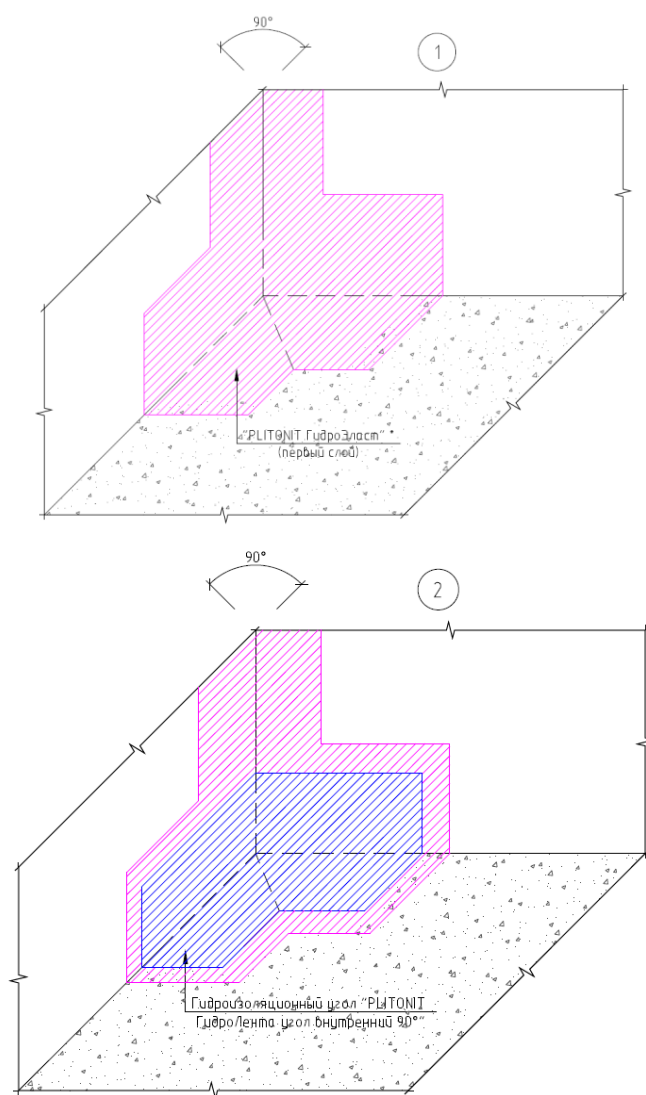 90°
1
"PLITONIT ГидроЭласт" *
(первый слой)
90°
2
Гидроизоляционный угол "PLITONIT
ГидроЛента угол внутренний 90°"